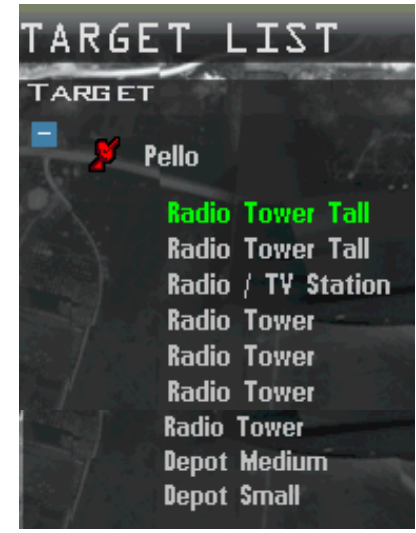 TARGET LIST
TARGET
Pello
Radio Tower Tall
Radio Tower Tall
Radio / TV Station
Radio Tower
Radio Tower
Radio Tower
Radio Tower
Depot Medium
Depot Small